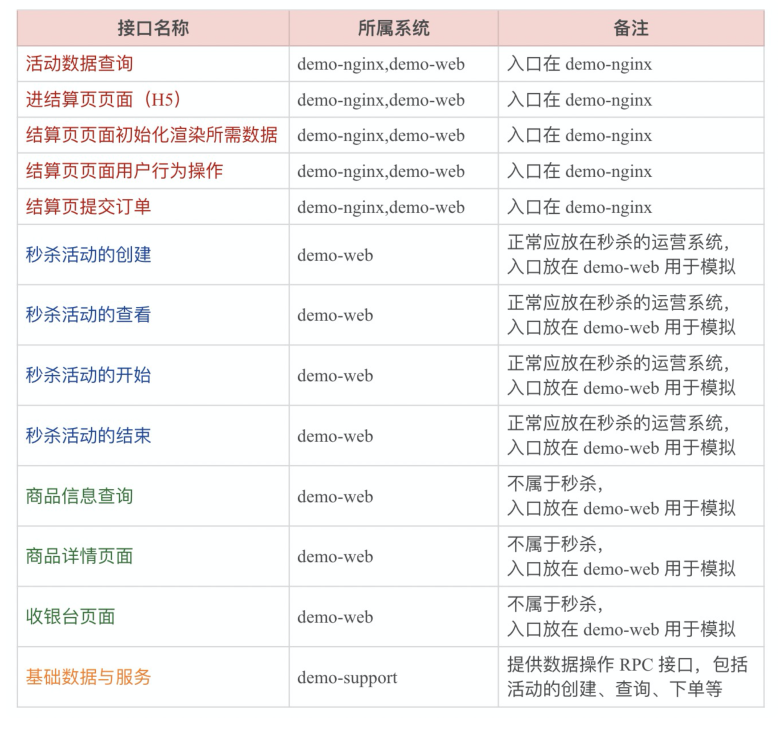 接口名称 所属系统 备注
活动数据查询 demo-nginx,demo-web 入口在 demo-nginx
进结算页页面（H5） demo-nginx,demo-web 入口在 demo-nginx
结算页页面初始化渲染所需数据 demo-nginx,demo-web 入口在 demo-nginx
结算页页面用户行为操作 demo-nginx,demo-web 入口在 demo-nginx
结算页提交订单 demo-nginx,demo-web 入口在 demo-nginx
秒杀活动的创建 demo-web 正常应放在秒杀的运营系统，
入口放在 demo-web 用于模拟
秒杀活动的查看 demo-web 正常应放在秒杀的运营系统，
入口放在 demo-web 用于模拟
秒杀活动的开始 demo-web 正常应放在秒杀的运营系统，
入口放在 demo-web 用于模拟
秒杀活动的结束 demo-web 正常应放在秒杀的运营系统，
入口放在 demo-web 用于模拟
商品信息查询 demo-web 不属于秒杀，
入口放在 demo-web 用于模拟
商品详情页面 demo-web 不属于秒杀，
入口放在 demo-web 用于模拟
收银台页面 demo-web 不属于秒杀，
入口放在 demo-web 用于模拟
基础数据与服务 demo-support 提供数据操作 RPC 接口，包括
活动的创建、查询、下单等